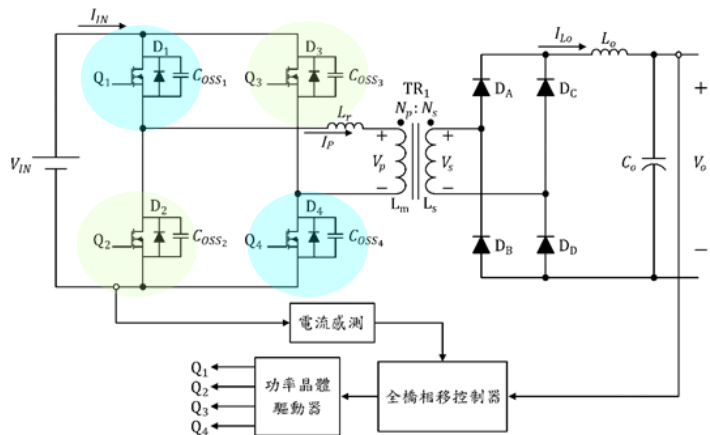 I_IN
D_1
D_3
Q_1
C_OSS1
Q_3
C_OSS3
I_Lo
L_o
TR_1
N_p : N_s
L_r
I_P
D_A
D_C
V_IN
+
V_p
−
+
V_s
−
L_m
L_s
C_o
+
V_o
−
D_2
D_4
Q_2
C_OSS2
Q_4
C_OSS4
D_B
D_D
電流感測
Q_1
Q_2
Q_3
Q_4
功率晶體
驅動器
全橋相移控制器